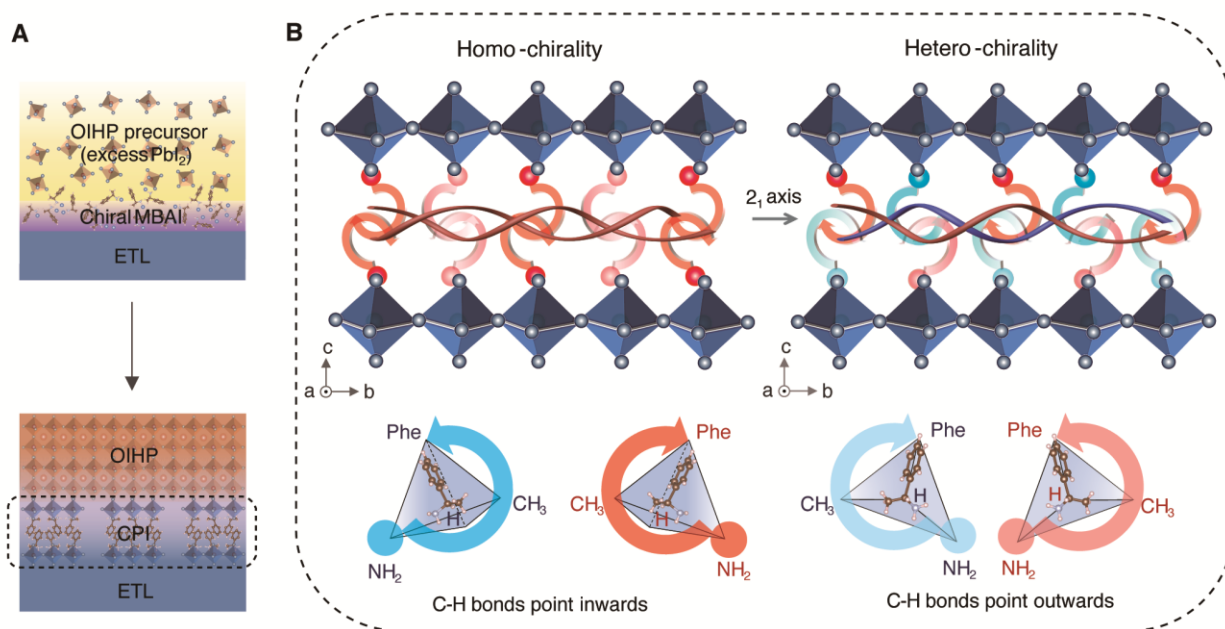 A
OIHP precursor
(excess PbI₂)
Chiral MBAI
ETL
OIHP
CPI
ETL
B
Homo-chirality
Hetero-chirality
2₁ axis
c
a b
c
a b
Phe
CH₃
H
NH₂
Phe
CH₃
H
NH₂
C-H bonds point inwards
Phe
CH₃
H
NH₂
Phe
CH₃
H
NH₂
C-H bonds point outwards